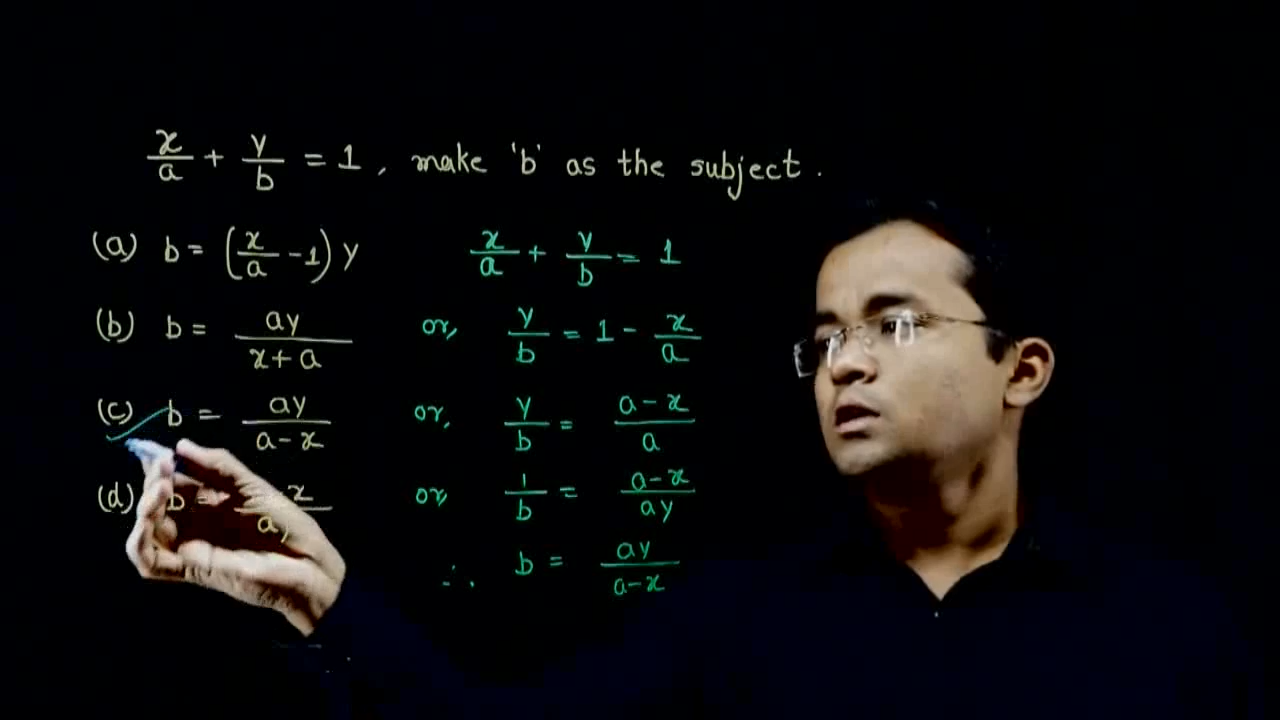 x/a + y/b = 1, make 'b' as the subject.
(a) b = (x/a - 1) y
(b) b = ay/(x + a)
(c) b = ay/(a - x)
(d) b =
x/a + y/b = 1
or, y/b = 1 - x/a
or, y/b = (a - x)/a
or, 1/b = (a - x)/ay
∴ b = ay/(a - x)